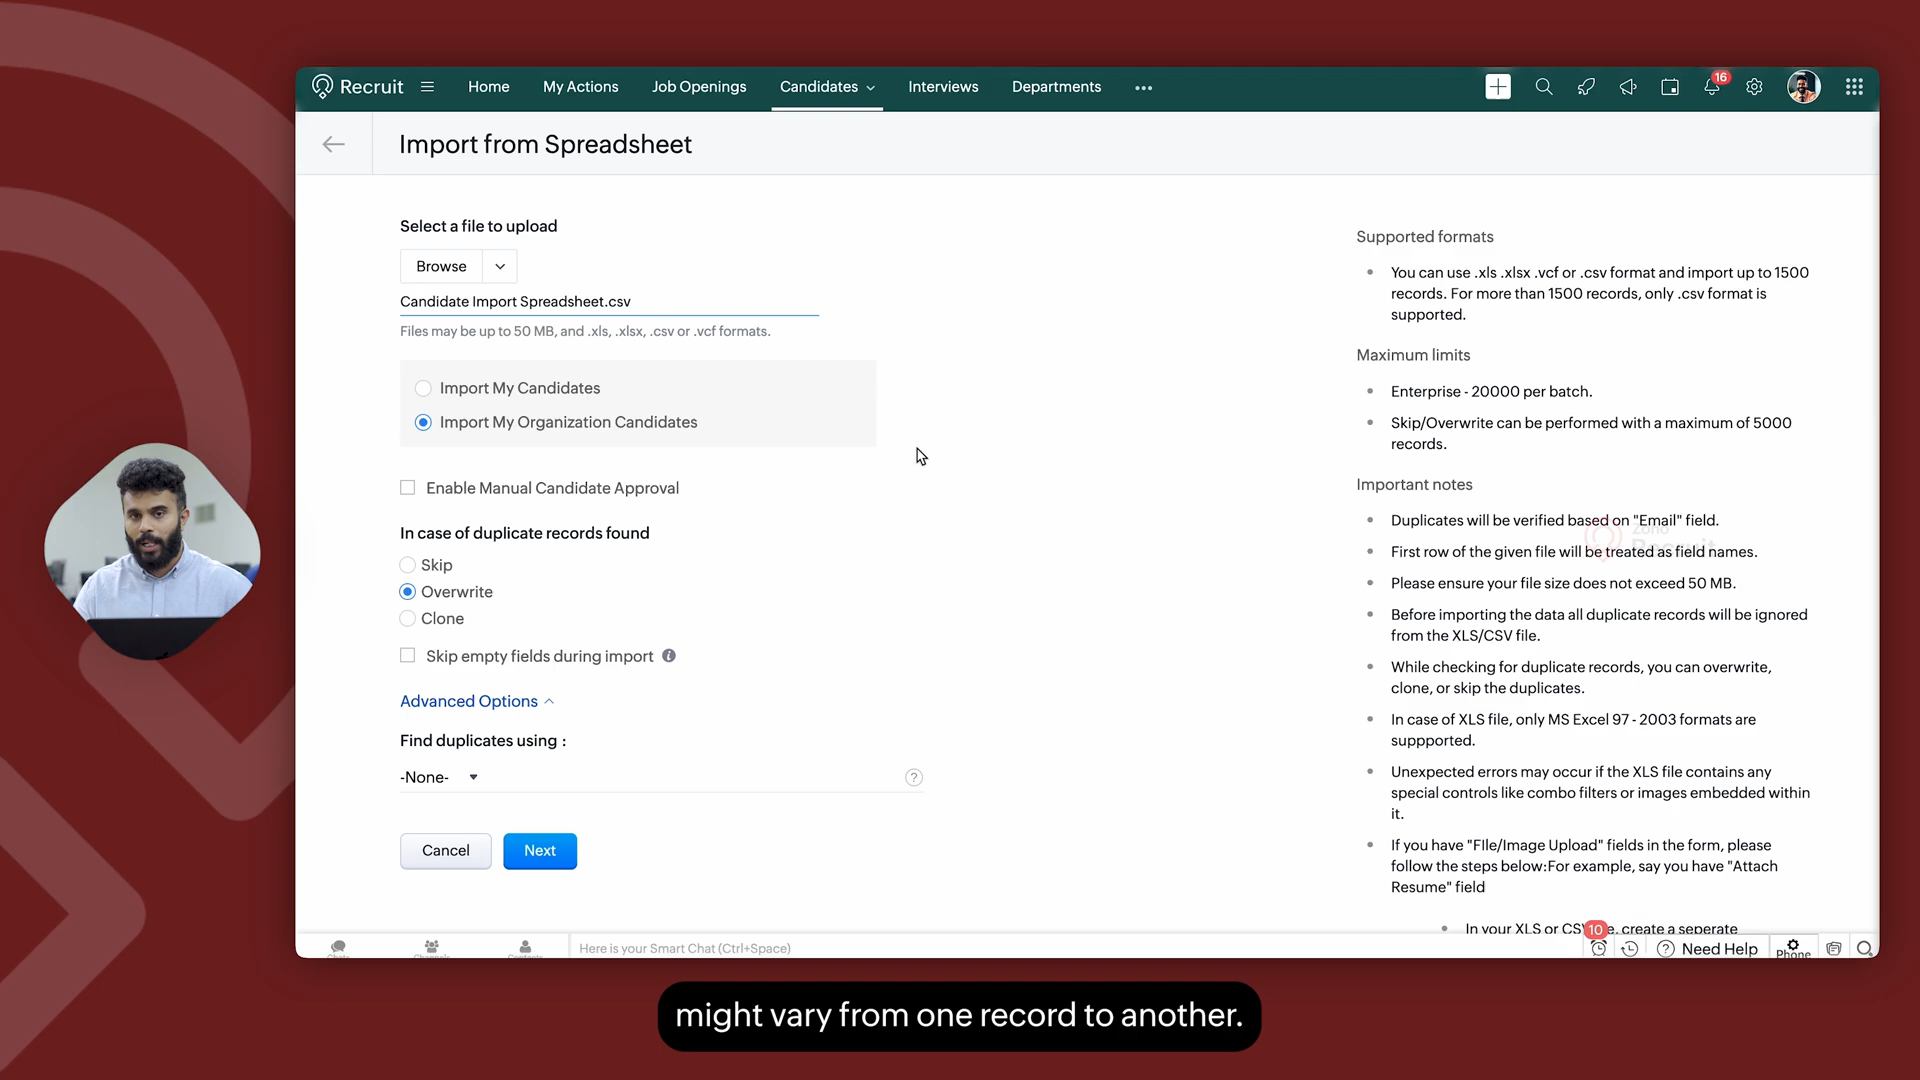 Recruit
Home
My Actions
Job Openings
Candidates
Interviews
Departments
16
Import from Spreadsheet
Select a file to upload
Browse
Candidate Import Spreadsheet.csv
Files may be up to 50 MB, and .xls, .xlsx, .csv or .vcf formats.
Import My Candidates
Import My Organization Candidates
Enable Manual Candidate Approval
In case of duplicate records found
Skip
Overwrite
Clone
Skip empty fields during import
Advanced Options
Find duplicates using :
-None-
Cancel
Next
Supported formats
You can use .xls .xlsx .vcf or .csv format and import up to 1500
records. For more than 1500 records, only .csv format is
supported.
Maximum limits
Enterprise - 20000 per batch.
Skip/Overwrite can be performed with a maximum of 5000
records.
Important notes
Duplicates will be verified based on "Email" field.
First row of the given file will be treated as field names.
Please ensure your file size does not exceed 50 MB.
Before importing the data all duplicate records will be ignored
from the XLS/CSV file.
While checking for duplicate records, you can overwrite,
clone, or skip the duplicates.
In case of XLS file, only MS Excel 97 - 2003 formats are
suppported.
Unexpected errors may occur if the XLS file contains any
special controls like combo filters or images embedded within
it.
If you have "FIle/Image Upload" fields in the form, please
follow the steps below:For example, say you have "Attach
Resume" field
In your XLS or CSV file, create a seperate
Zoho
Recruit
Here is your Smart Chat (Ctrl+Space)
10
Need Help
Phone
might vary from one record to another.